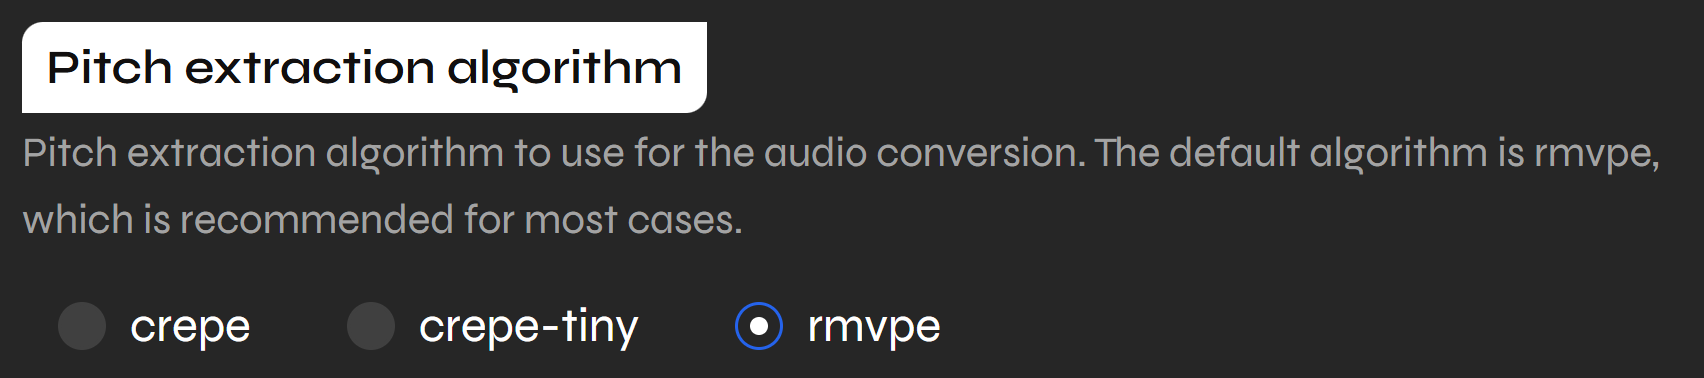 Pitch extraction algorithm
Pitch extraction algorithm to use for the audio conversion. The default algorithm is rmvpe,
which is recommended for most cases.
crepe crepe-tiny rmvpe